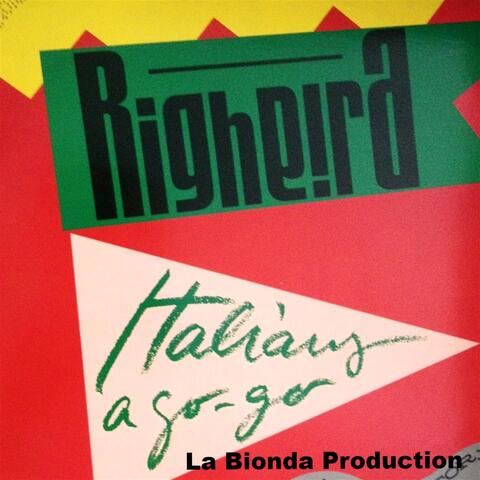 Righeira
Italians
a go-go
La Bionda Production